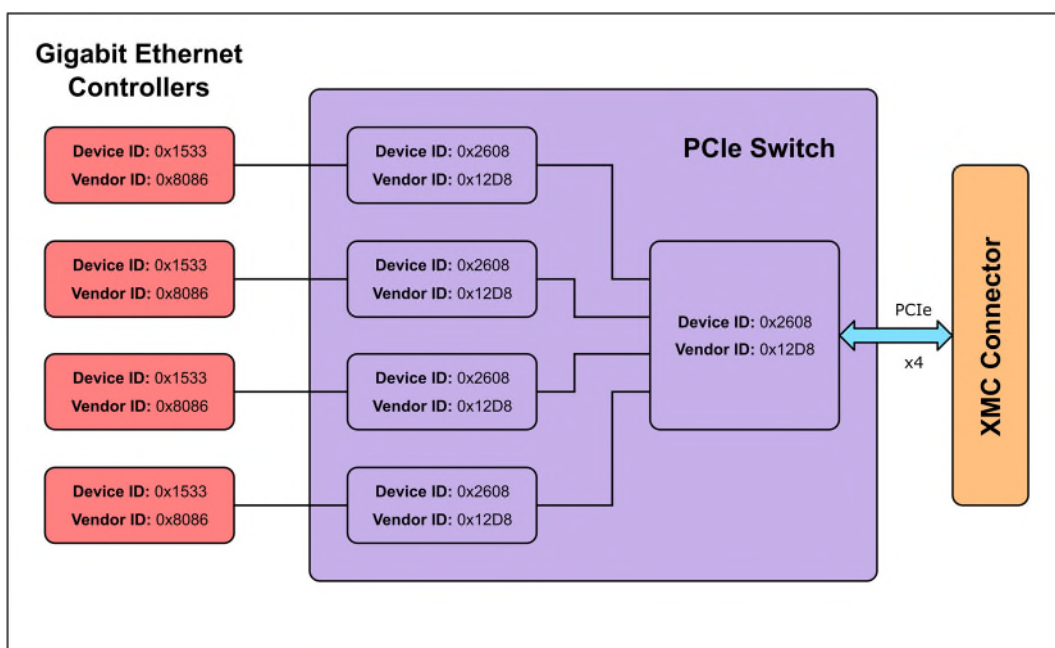 Gigabit Ethernet
Controllers
Device ID: 0x1533
Vendor ID: 0x8086
Device ID: 0x1533
Vendor ID: 0x8086
Device ID: 0x1533
Vendor ID: 0x8086
Device ID: 0x1533
Vendor ID: 0x8086
PCIe Switch
Device ID: 0x2608
Vendor ID: 0x12D8
Device ID: 0x2608
Vendor ID: 0x12D8
Device ID: 0x2608
Vendor ID: 0x12D8
Device ID: 0x2608
Vendor ID: 0x12D8
Device ID: 0x2608
Vendor ID: 0x12D8
PCIe
x4
XMC Connector